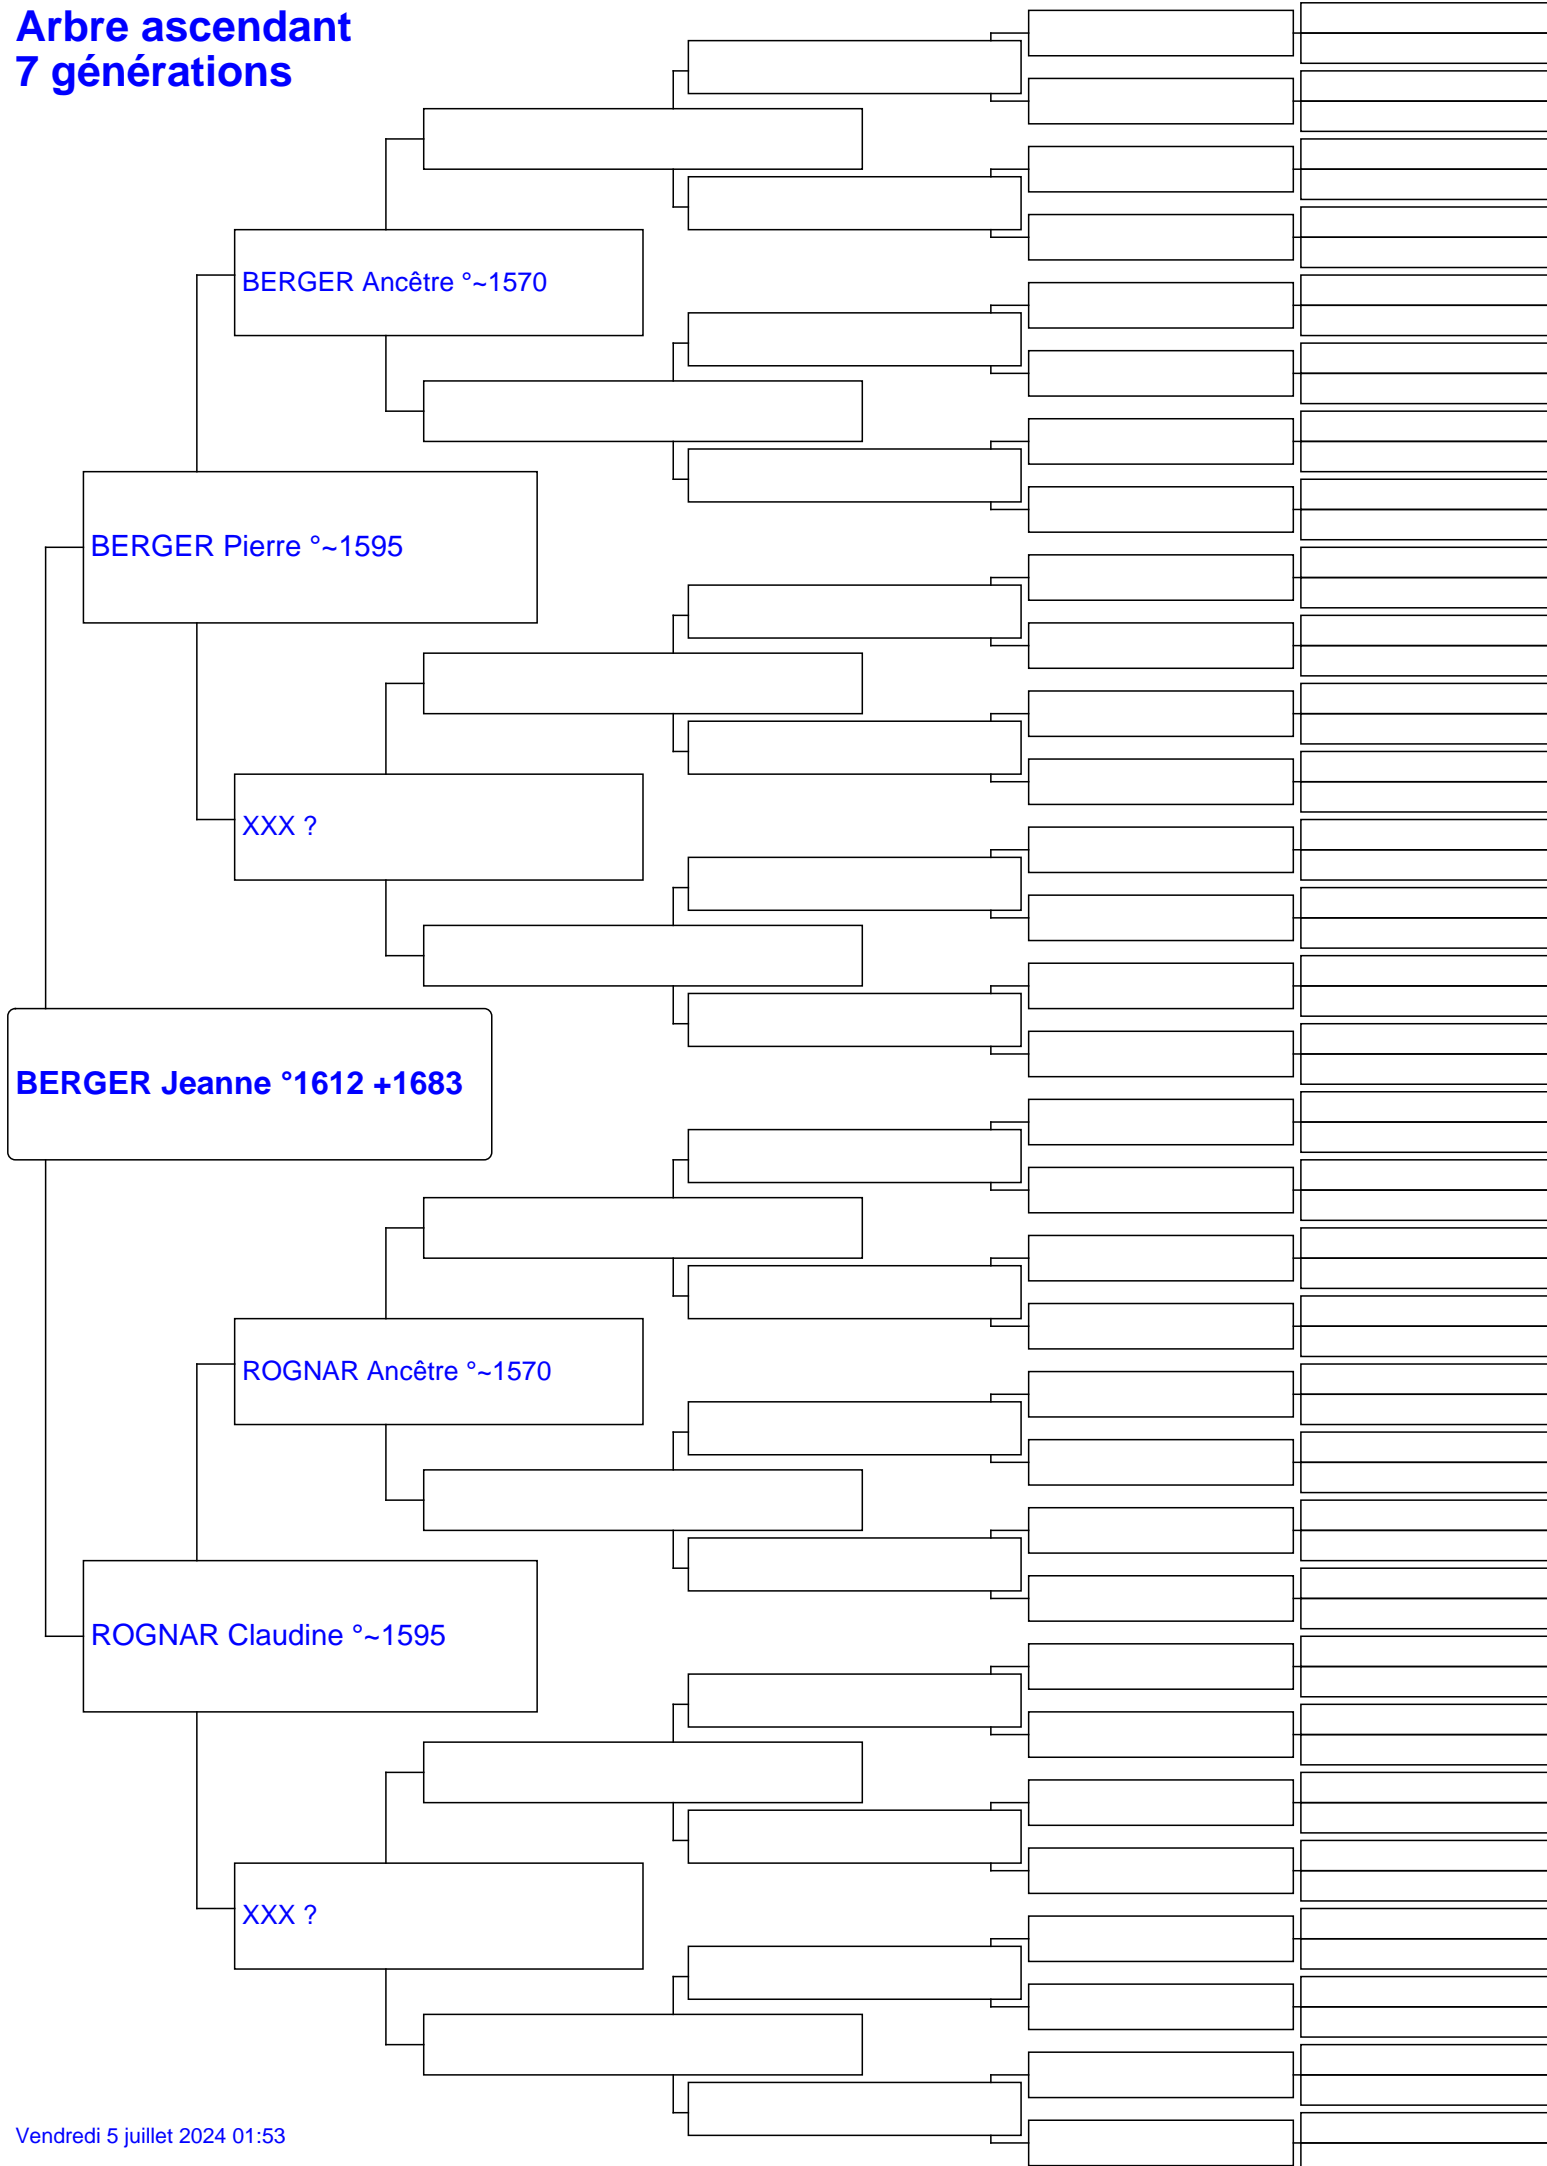 Arbre ascendant
7 générations
BERGER Ancêtre °~1570
BERGER Pierre °~1595
XXX ?
BERGER Jeanne °1612 +1683
ROGNAR Ancêtre °~1570
ROGNAR Claudine °~1595
XXX ?
Vendredi 5 juillet 2024 01:53